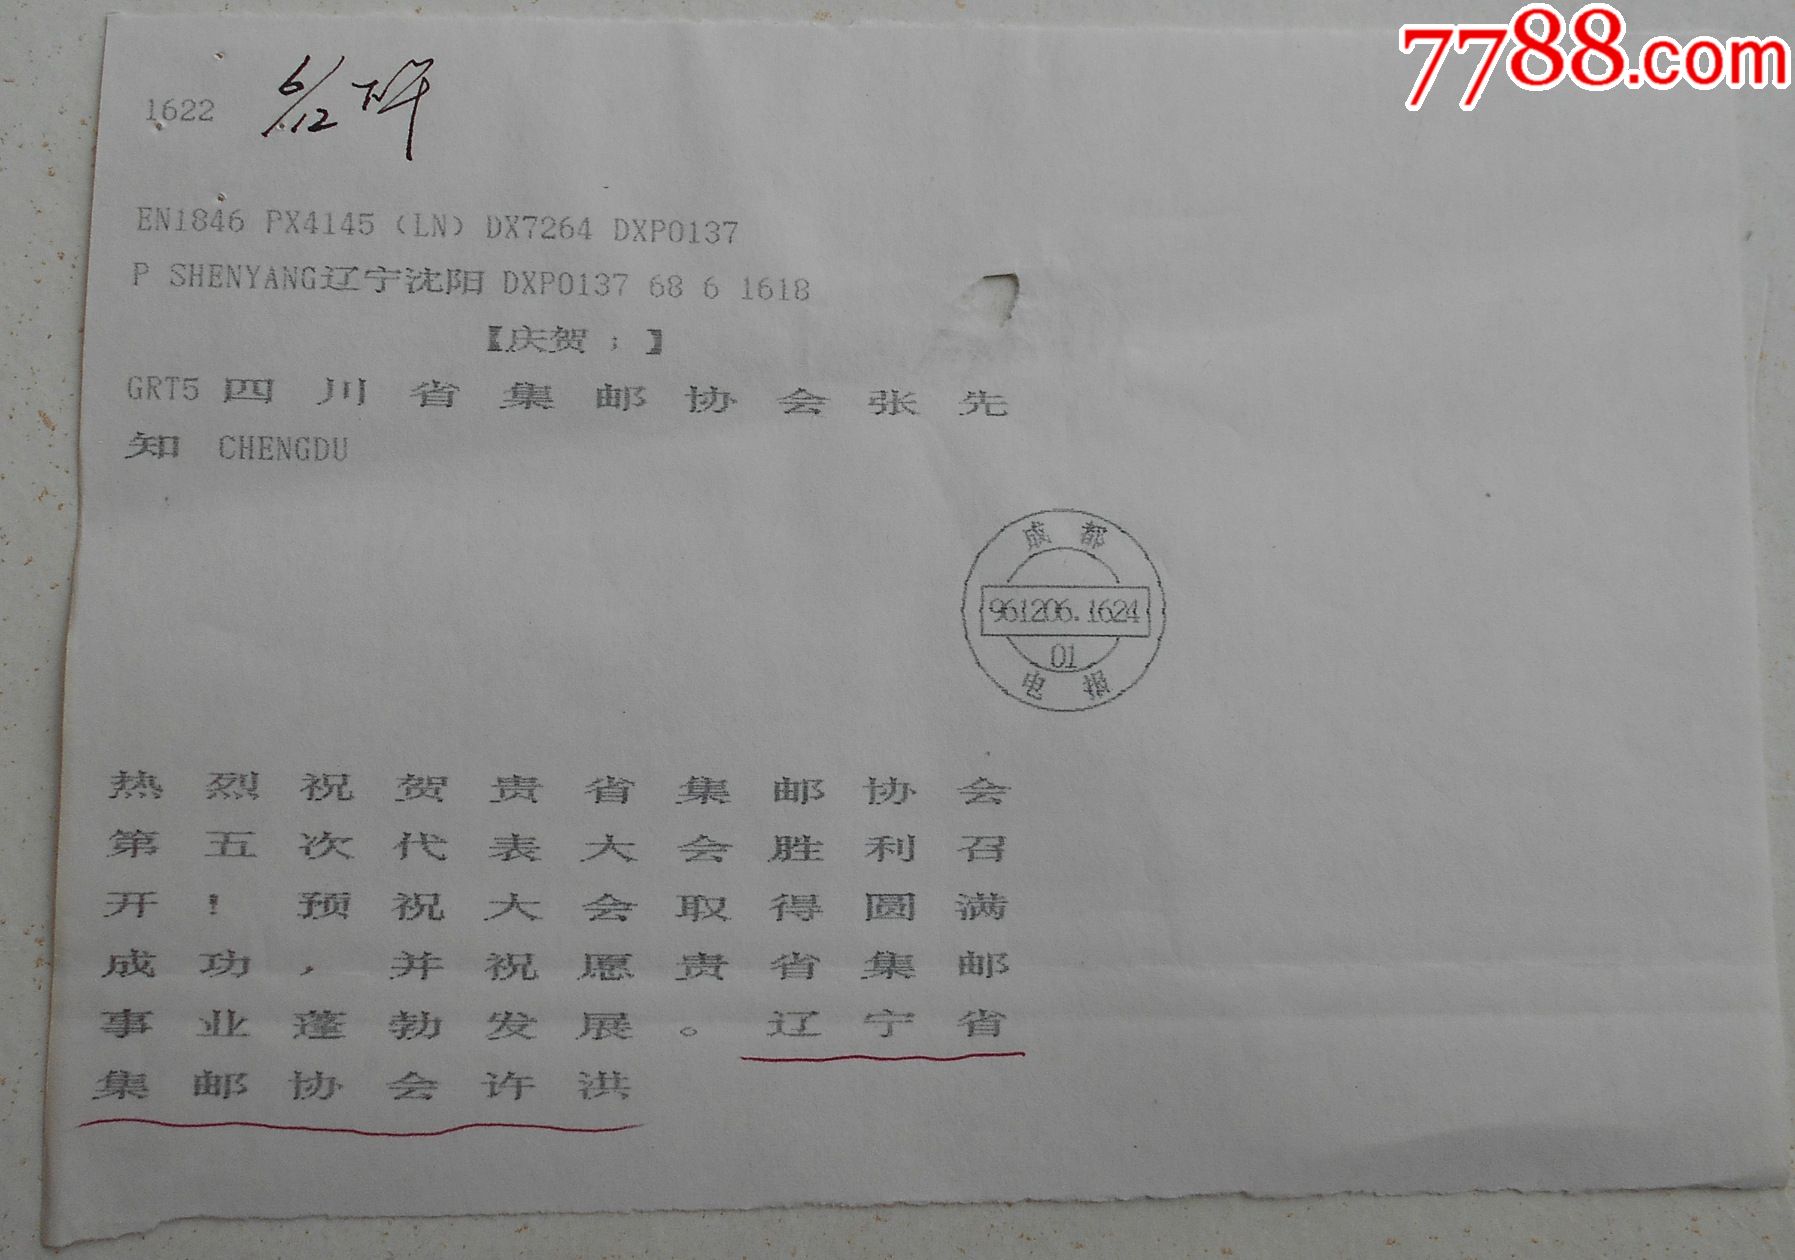 7788.com
1622 6/12 下午
EN1846 PX4145 (LN) DX7264 DXP0137
P SHENYANG辽宁沈阳 DXP0137 68 6 1618
【庆贺；】
GRT5 四川省集邮协会张先
知 CHENGDU
成都
961206.1624
01
电报
热烈祝贺贵省集邮协会
第五次代表大会胜利召
开！预祝大会取得圆满
成功，并祝愿贵省集邮
事业蓬勃发展。辽宁省
集邮协会许洪